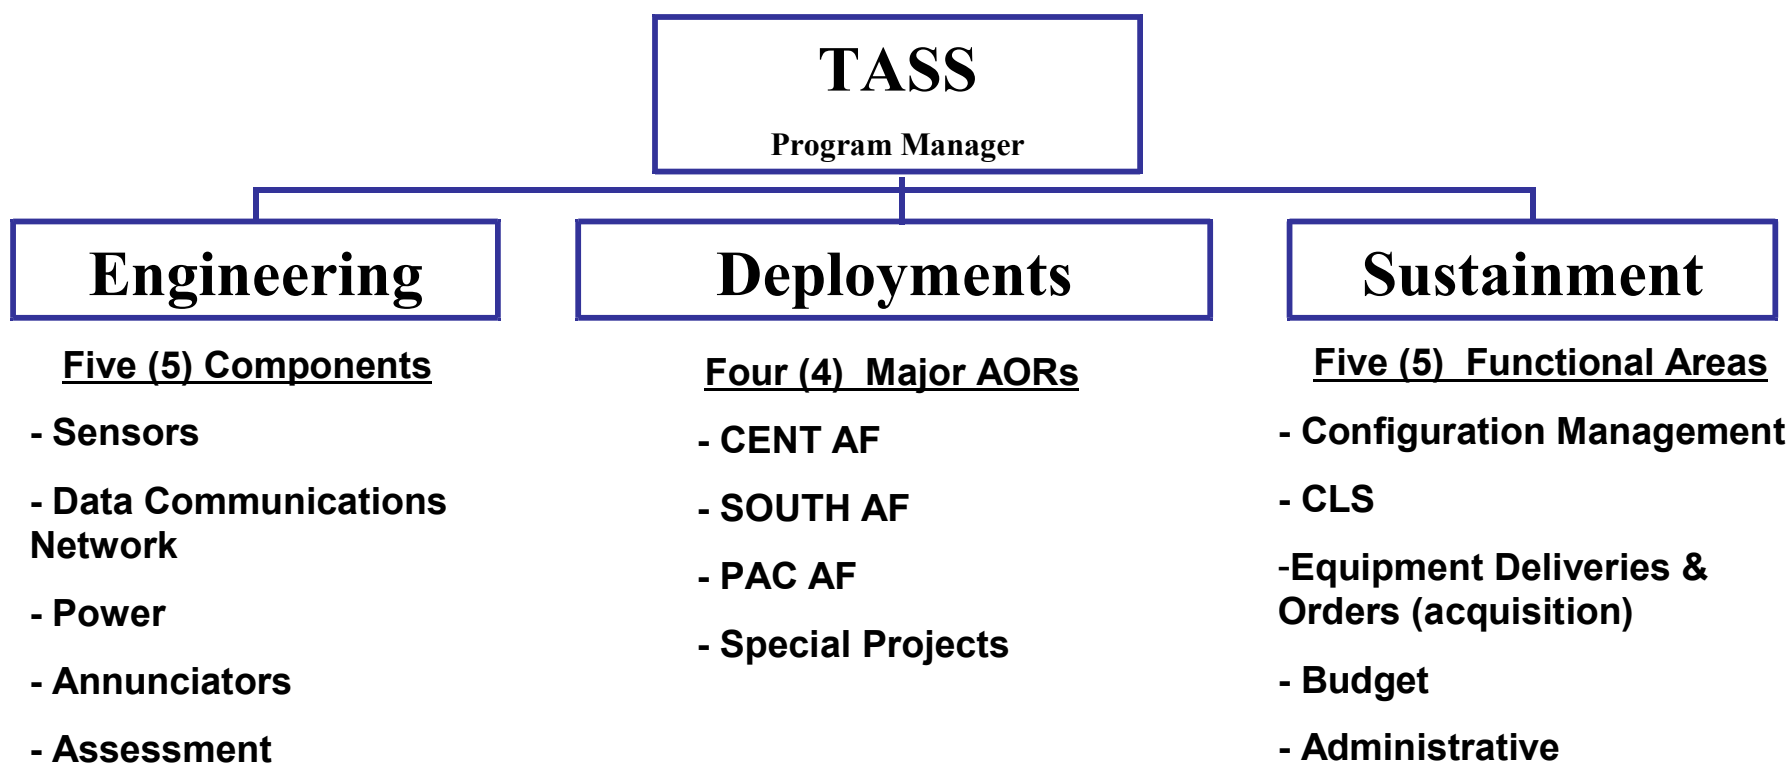 TASS
Program Manager
Engineering
Five (5) Components
- Sensors
- Data Communications
Network
- Power
- Annunciators
- Assessment
Deployments
Four (4)  Major AORs
- CENT AF
- SOUTH AF
- PAC AF
- Special Projects
Sustainment
Five (5)  Functional Areas
- Configuration Management
- CLS
-Equipment Deliveries &
Orders (acquisition)
- Budget
- Administrative